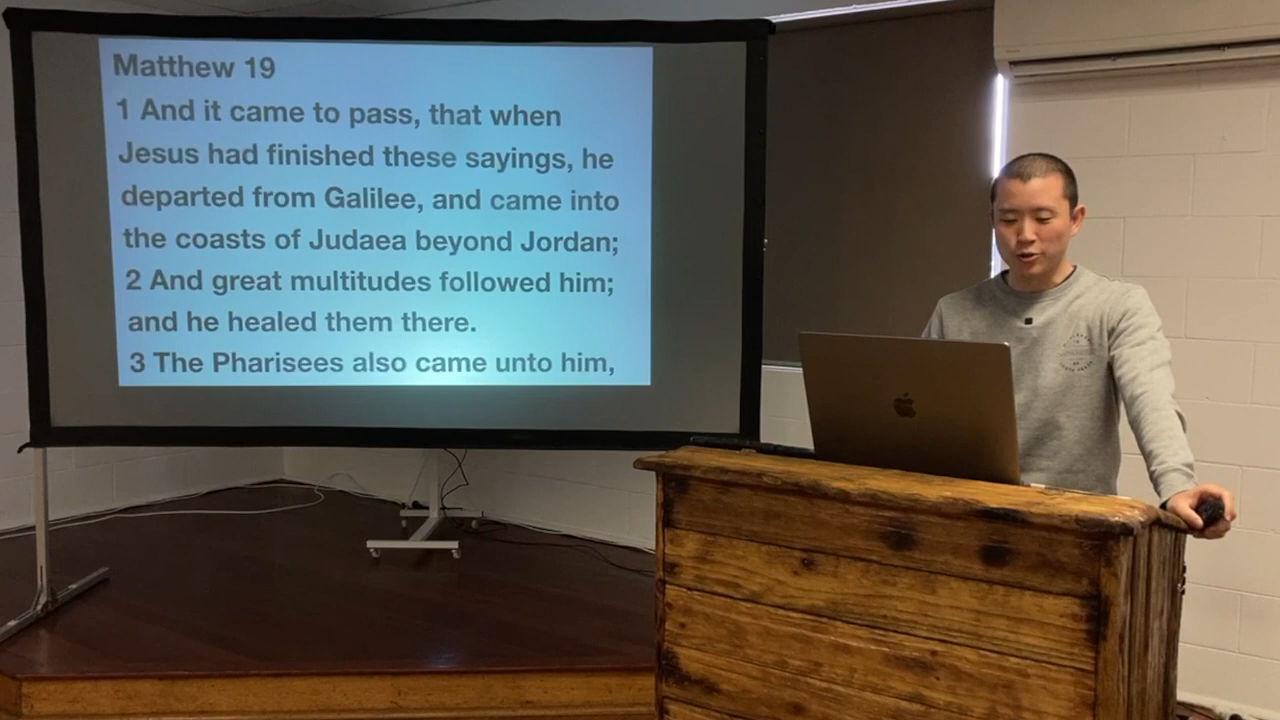 Matthew 19
1 And it came to pass, that when
Jesus had finished these sayings, he
departed from Galilee, and came into
the coasts of Judaea beyond Jordan;
2 And great multitudes followed him;
and he healed them there.
3 The Pharisees also came unto him,